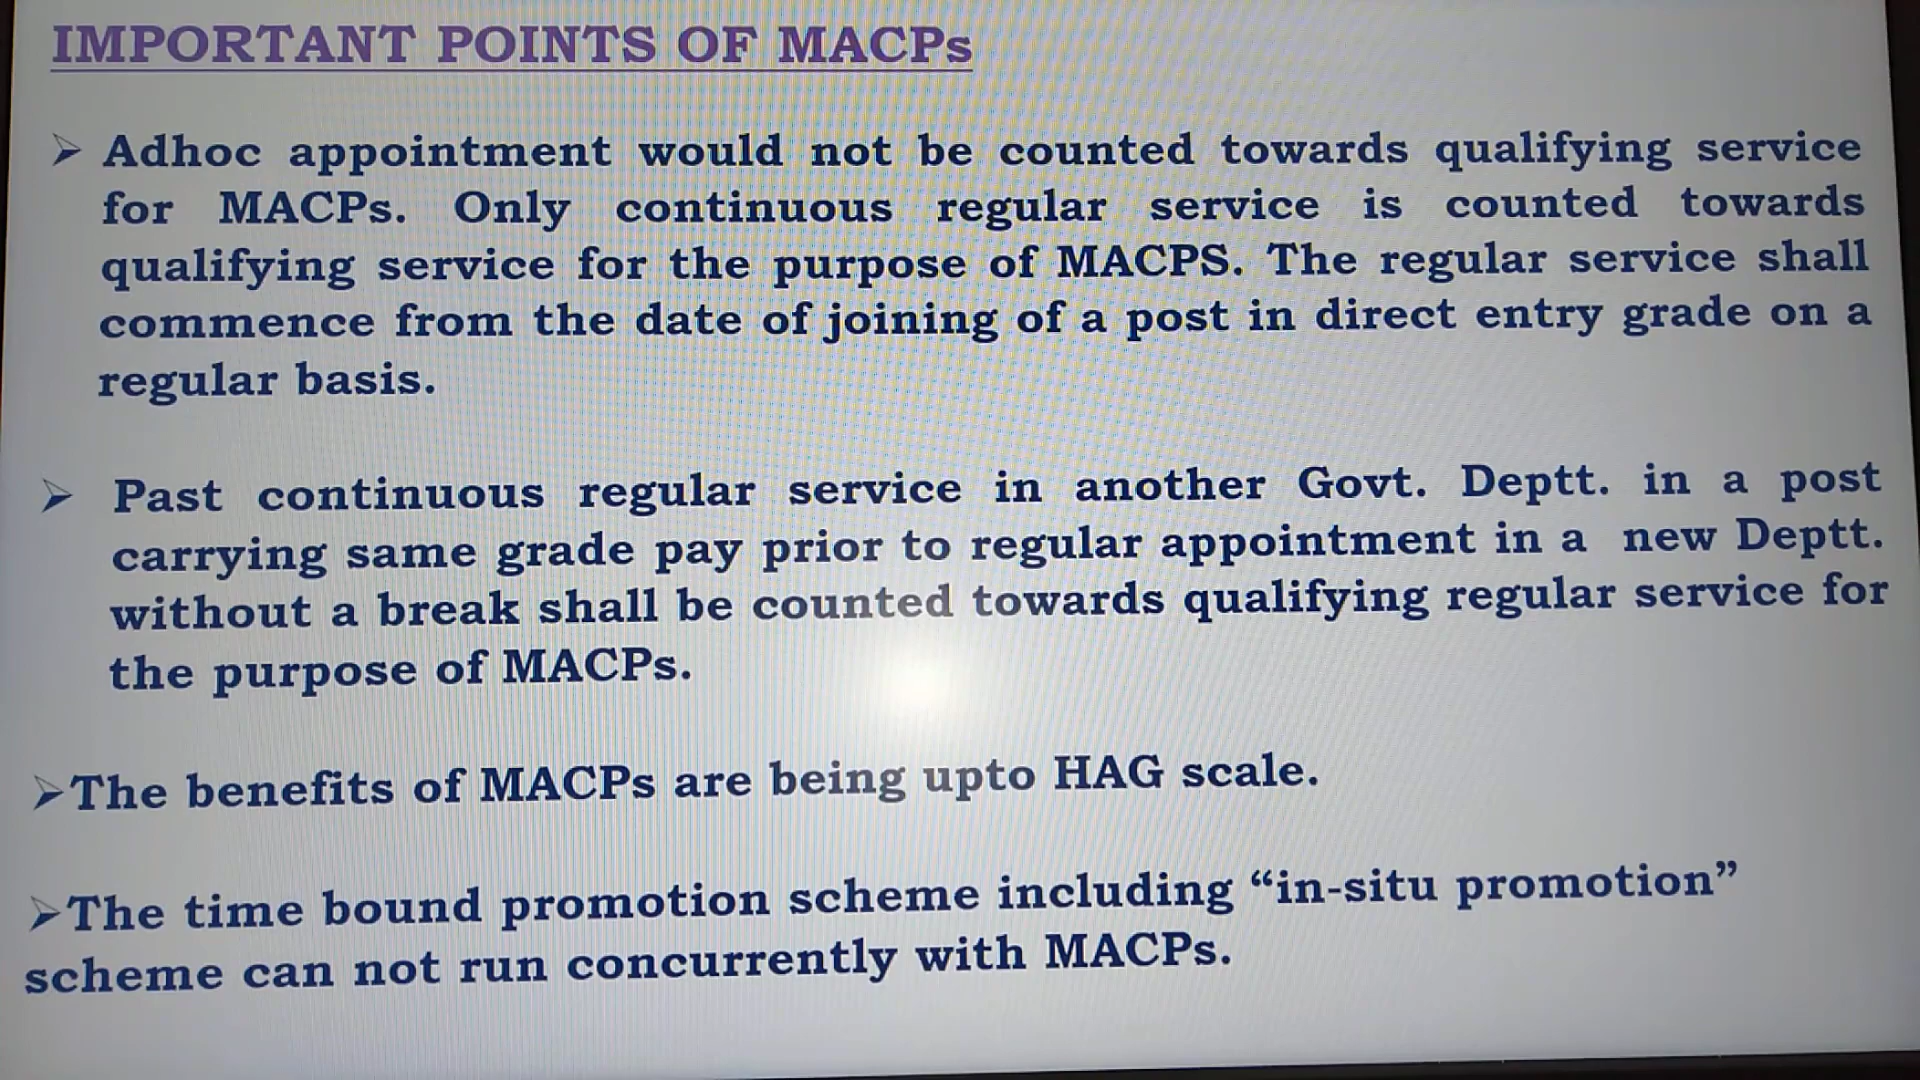 IMPORTANT POINTS OF MACPs
➢ Adhoc appointment would not be counted towards qualifying service
for MACPs. Only continuous regular service is counted towards
qualifying service for the purpose of MACPS. The regular service shall
commence from the date of joining of a post in direct entry grade on a
regular basis.
➢ Past continuous regular service in another Govt. Deptt. in a post
carrying same grade pay prior to regular appointment in a new Deptt.
without a break shall be counted towards qualifying regular service for
the purpose of MACPs.
➢The benefits of MACPs are being upto HAG scale.
➢The time bound promotion scheme including “in-situ promotion”
scheme can not run concurrently with MACPs.